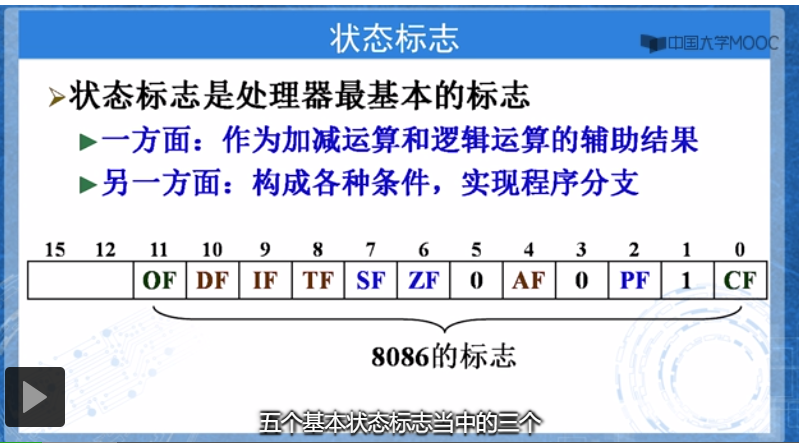 状态标志
中国大学MOOC
状态标志是处理器最基本的标志
一方面：作为加减运算和逻辑运算的辅助结果
另一方面：构成各种条件，实现程序分支
15 12 11 10 9 8 7 6 5 4 3 2 1 0
OF DF IF TF SF ZF 0 AF 0 PF 1 CF
8086的标志
五个基本状态标志当中的三个